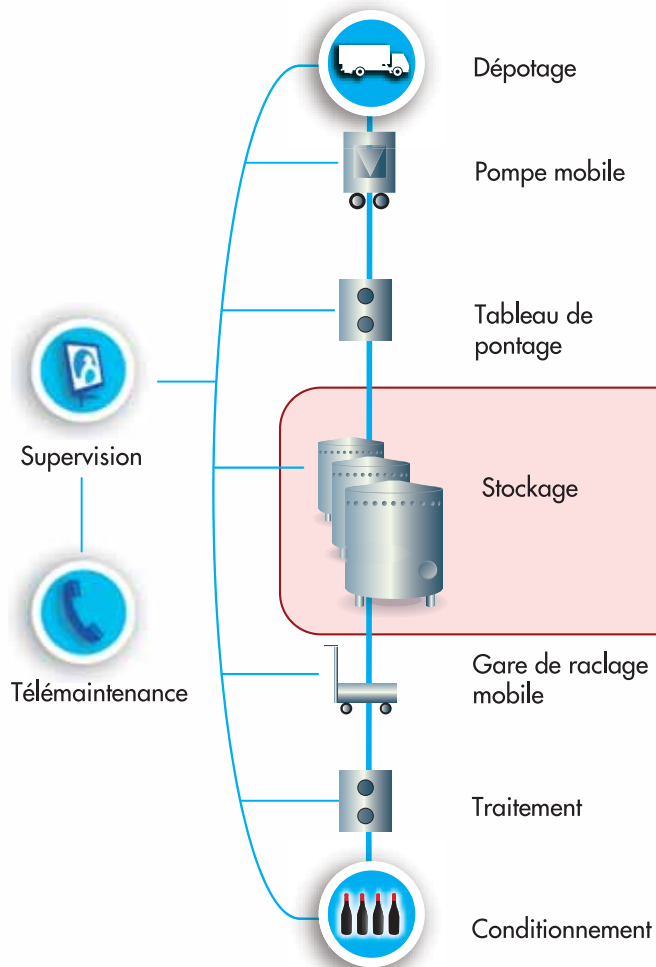 Dépotage
Pompe mobile
Tableau de
pontage
Supervision
Stockage
Télémaintenance
Gare de raclage
mobile
Traitement
Conditionnement